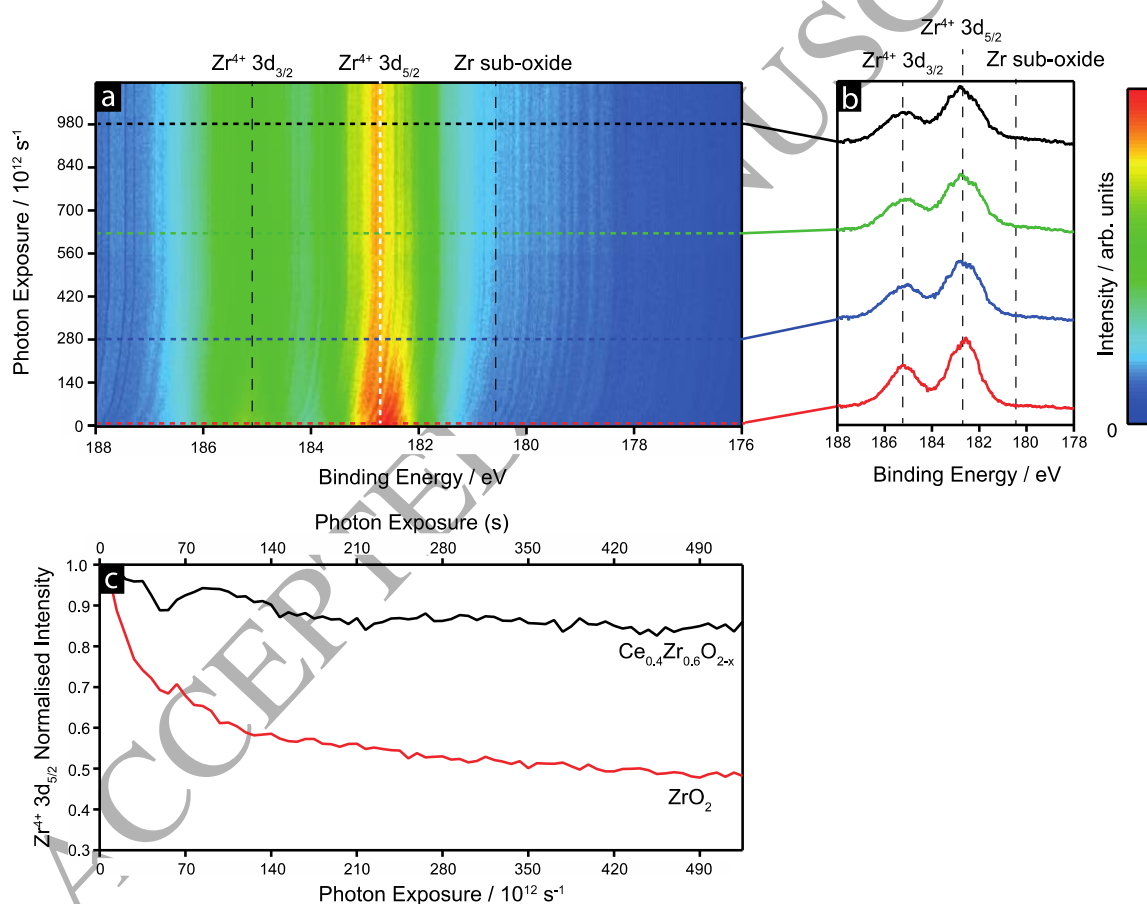 Zr⁴⁺ 3d₅/₂
Zr⁴⁺ 3d₃/₂ Zr⁴⁺ 3d₅/₂ Zr sub-oxide
Zr⁴⁺ 3d₃/₂ Zr sub-oxide
a
b
980
840
700
560
420
280
140
0
Photon Exposure / 10¹² s⁻¹
188 186 184 182 180 178 176
Binding Energy / eV
188 186 184 182 180 178
Binding Energy / eV
Intensity / arb. units
0
Photon Exposure (s)
0 70 140 210 280 350 420 490
c
1.0
0.9
0.8
0.7
0.6
0.5
0.4
0.3
Zr⁴⁺ 3d₅/₂ Normalised Intensity
Ce₀.₄Zr₀.₆O₂₋ₓ
ZrO₂
0 70 140 210 280 350 420 490
Photon Exposure / 10¹² s⁻¹